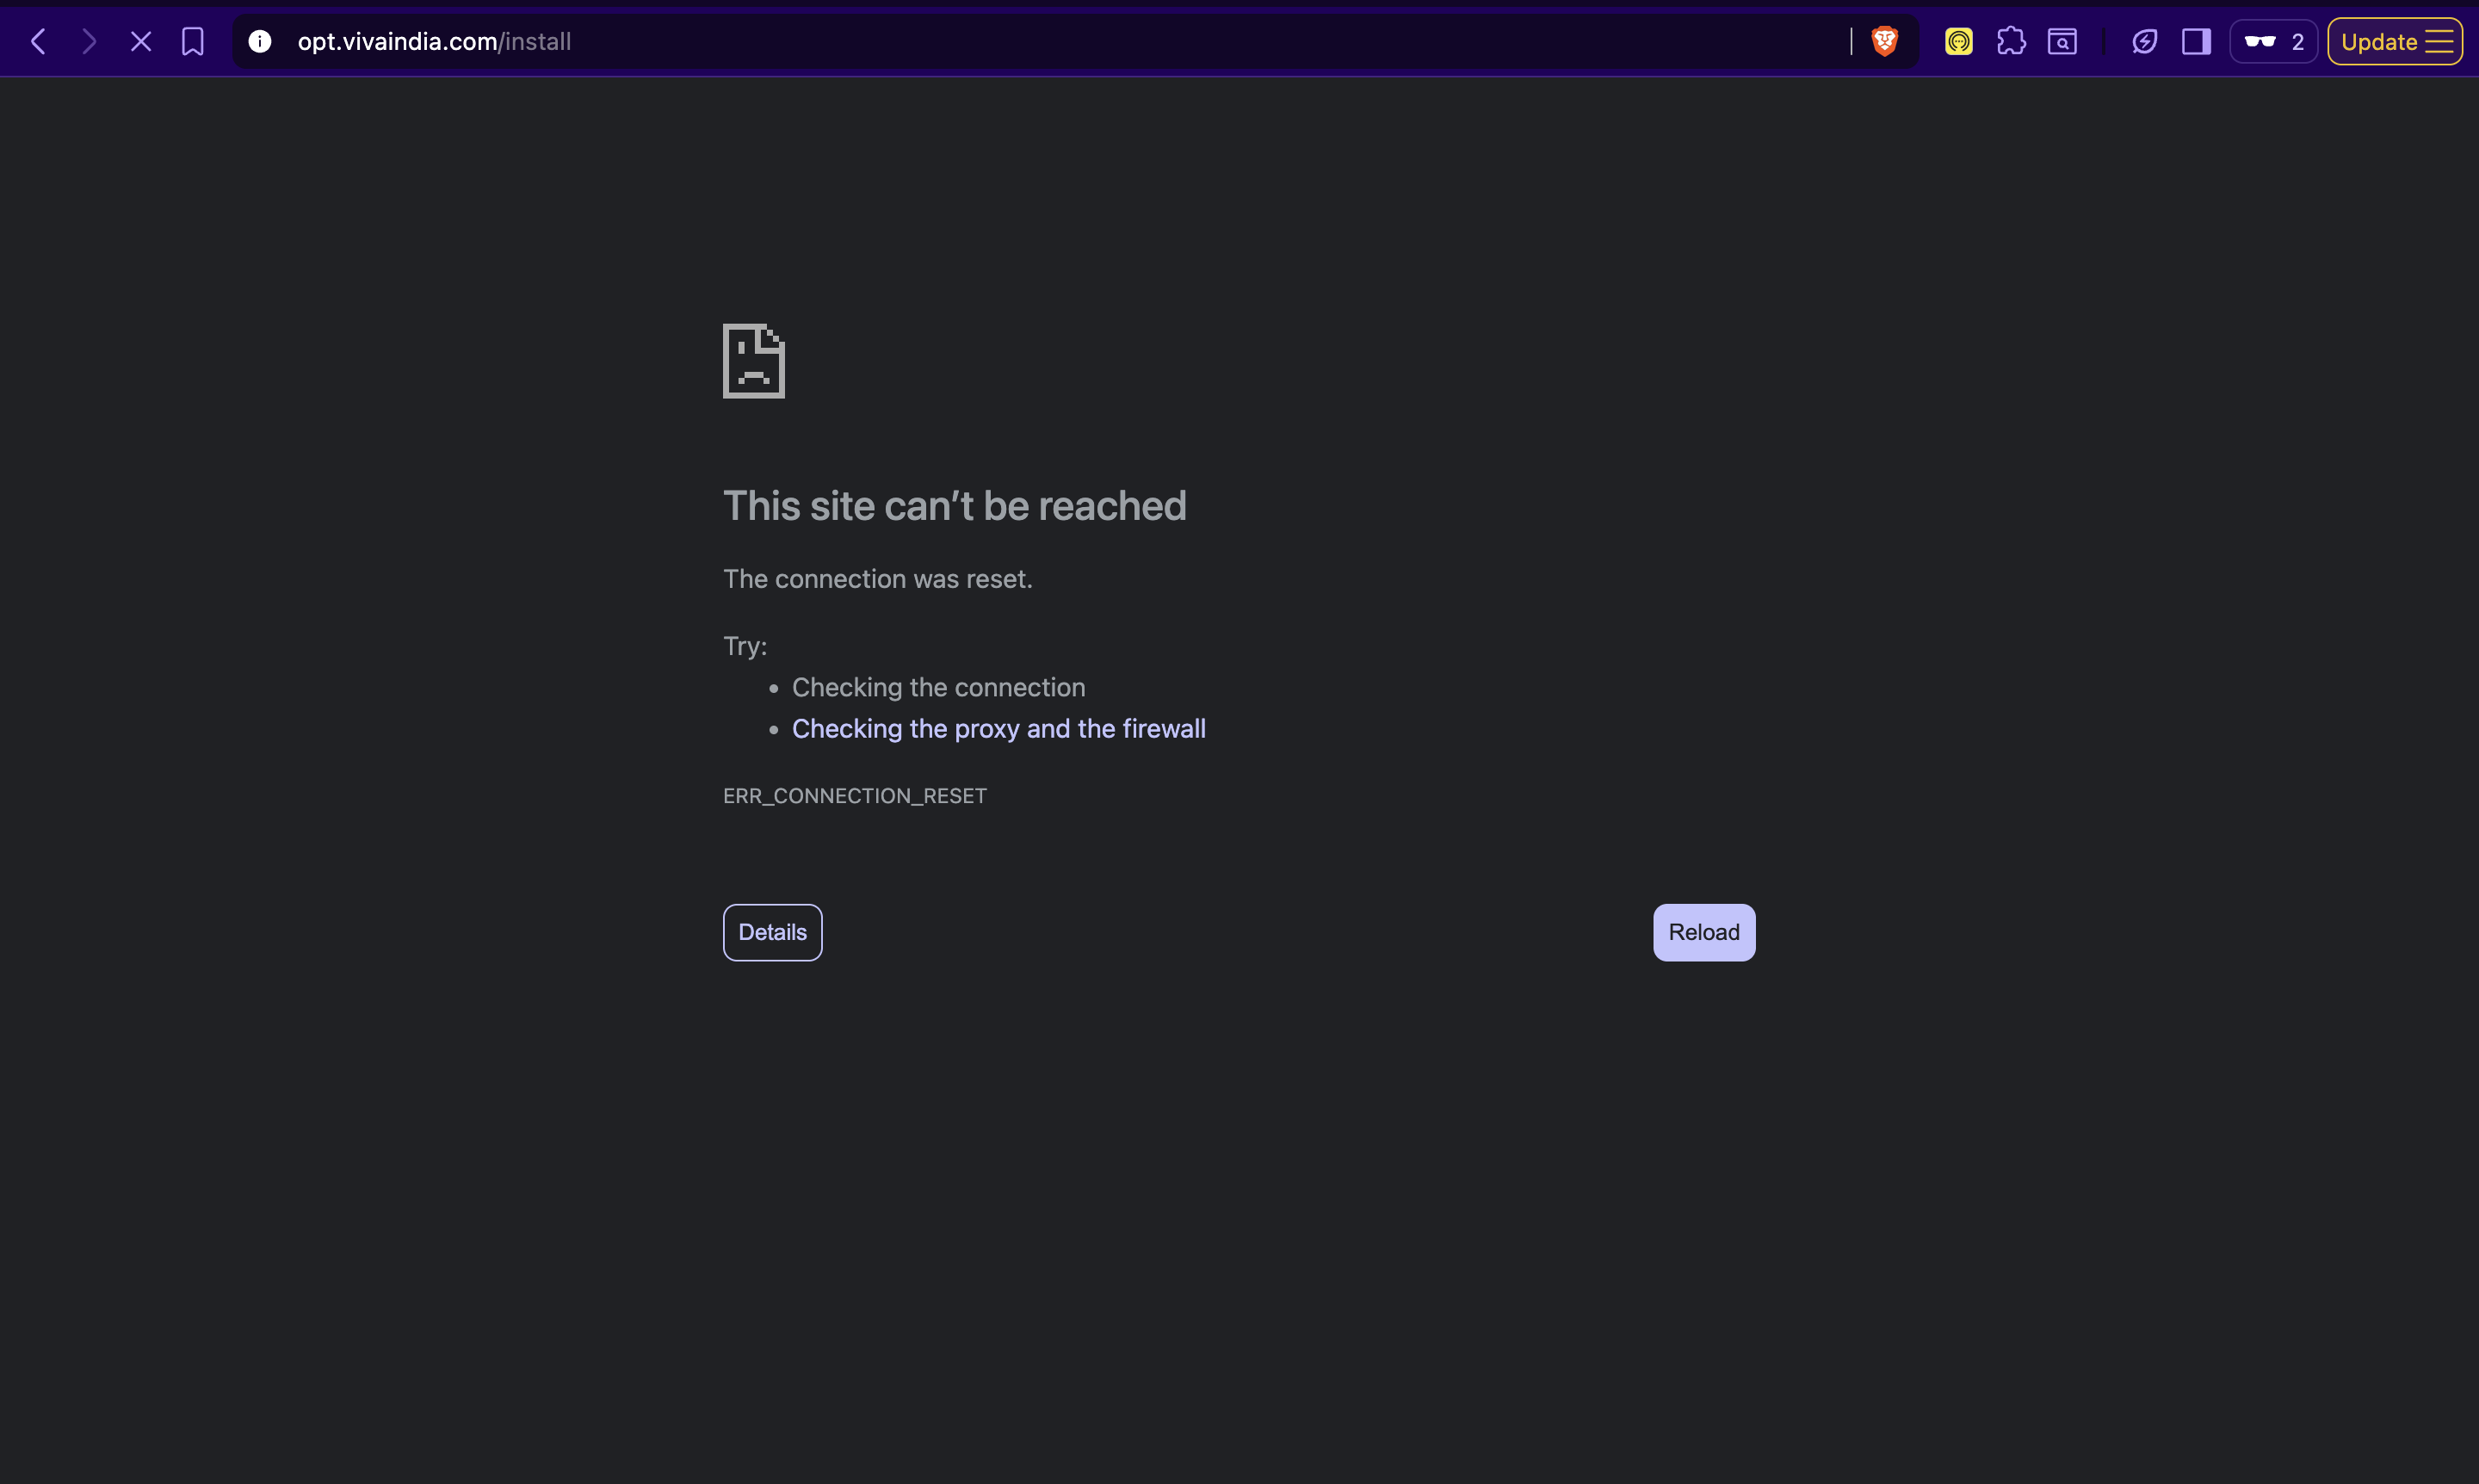 opt.vivaindia.com/install
2
Update
This site can’t be reached
The connection was reset.
Try:
Checking the connection
Checking the proxy and the firewall
ERR_CONNECTION_RESET
Details
Reload